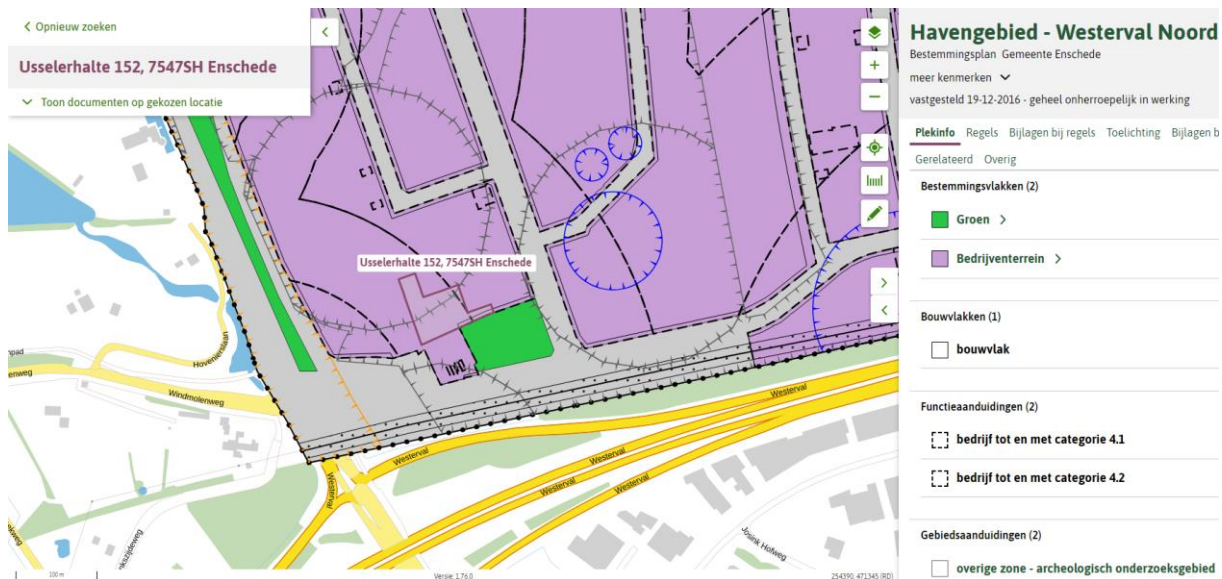 Opnieuw zoeken
Usselerhalte 152, 7547SH Enschede
Toon documenten op gekozen locatie
Usselerhalte 152, 7547SH Enschede
Hovenierslaan
Windmolenweg
enweg
Westerval
Westerval
Westerval
Westerval
Westerval
Westerval
Josink Hofweg
kszijdeweg
100 m
Versie: 1.76.0
254390, 471345 (RD)
Havengebied - Westerval Noord
Bestemmingsplan Gemeente Enschede
meer kenmerken
vastgesteld 19-12-2016 - geheel onherroepelijk in werking
Plekinfo Regels Bijlagen bij regels Toelichting Bijlagen b
Gerelateerd Overig
Bestemmingsvlakken (2)
Groen >
Bedrijventerrein >
Bouwvlakken (1)
bouwvlak
Functieaanduidingen (2)
bedrijf tot en met categorie 4.1
bedrijf tot en met categorie 4.2
Gebiedsaanduidingen (2)
overige zone - archeologisch onderzoeksgebied